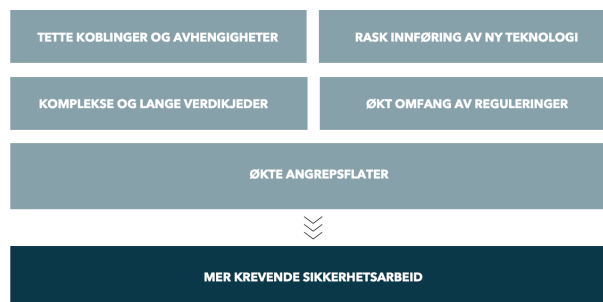 TETTE KOBLINGER OG AVHENGIGHETER
RASK INNFØRING AV NY TEKNOLOGI
KOMPLEKSE OG LANGE VERDIKJEDER
ØKT OMFANG AV REGULERINGER
ØKTE ANGREPSFLATER
MER KREVENDE SIKKERHETSARBEID